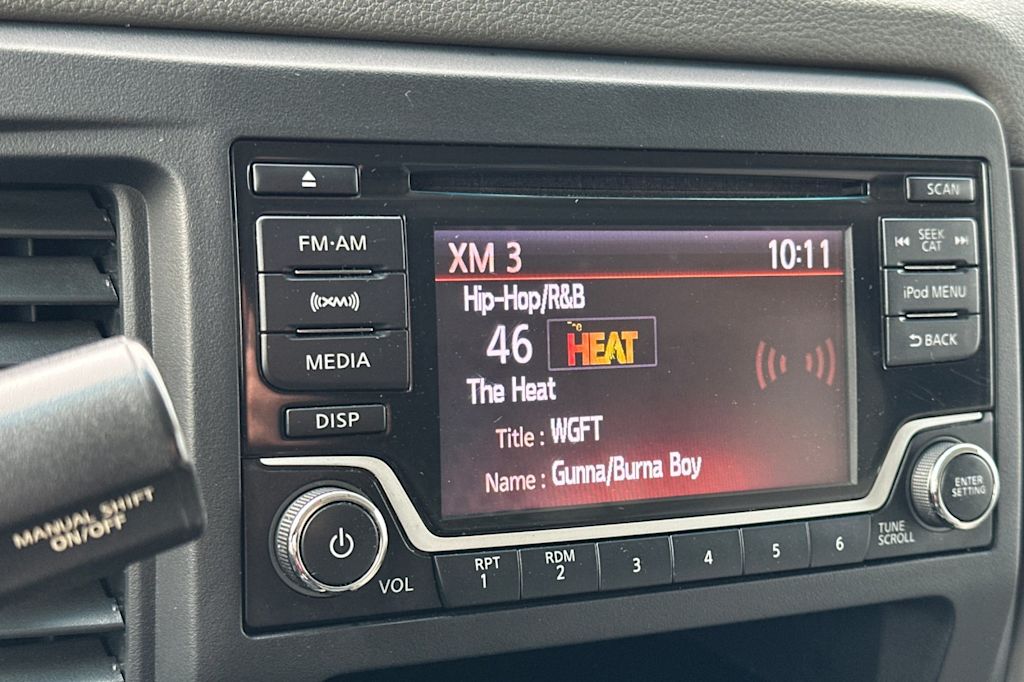 SCAN
FM·AM
SEEK
CAT
XM 3
10:11
((XM))
Hip-Hop/R&B
iPod MENU
46
The
HEAT
MEDIA
BACK
The Heat
DISP
Title : WGFT
Name : Gunna/Burna Boy
ENTER
SETTING
MANUAL SHIFT
ON/OFF
VOL
RPT
1
RDM
2
3
4
5
6
TUNE
SCROLL